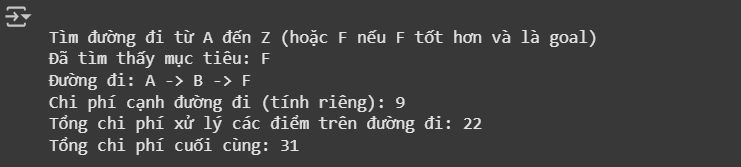 Tìm đường đi từ A đến Z (hoặc F nếu F tốt hơn và là goal)
Đã tìm thấy mục tiêu: F
Đường đi: A -> B -> F
Chi phí cạnh đường đi (tính riêng): 9
Tổng chi phí xử lý các điểm trên đường đi: 22
Tổng chi phí cuối cùng: 31